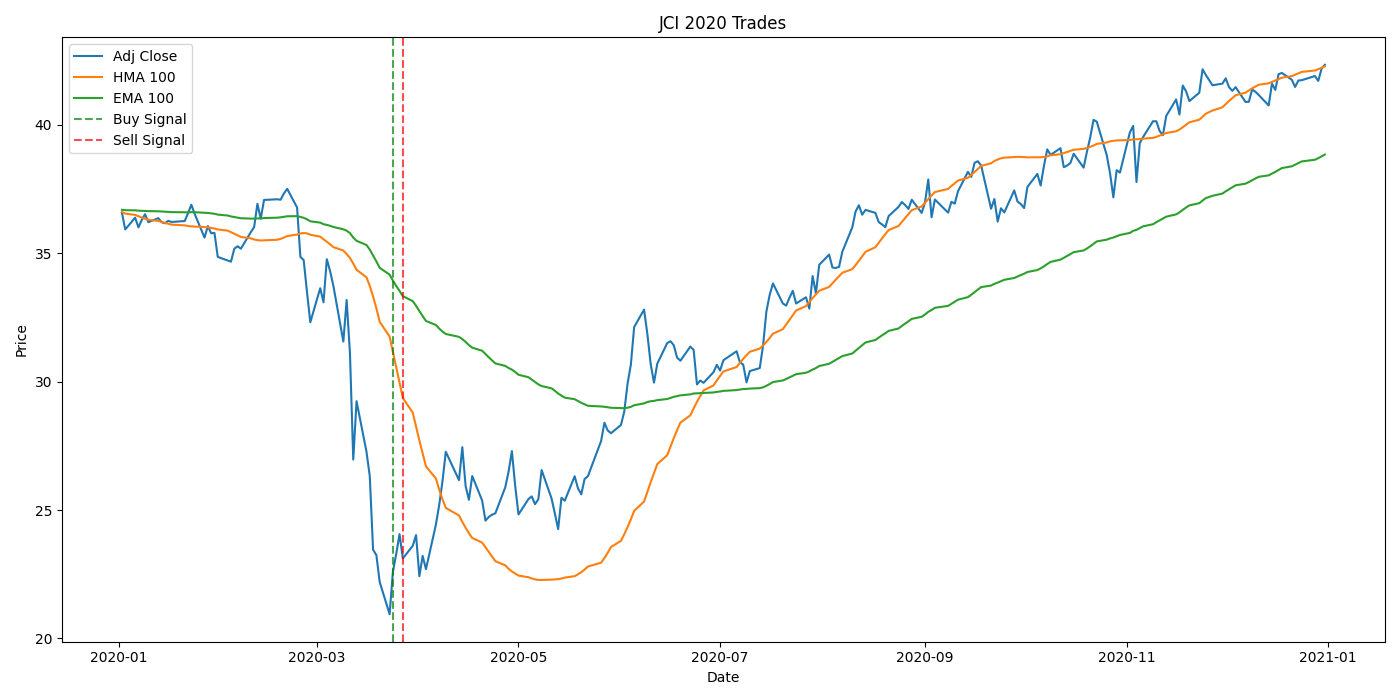 JCI 2020 Trades
Adj Close
HMA 100
EMA 100
Buy Signal
Sell Signal
Price
40
35
30
25
20
2020-01 2020-03 2020-05 2020-07 2020-09 2020-11 2021-01
Date